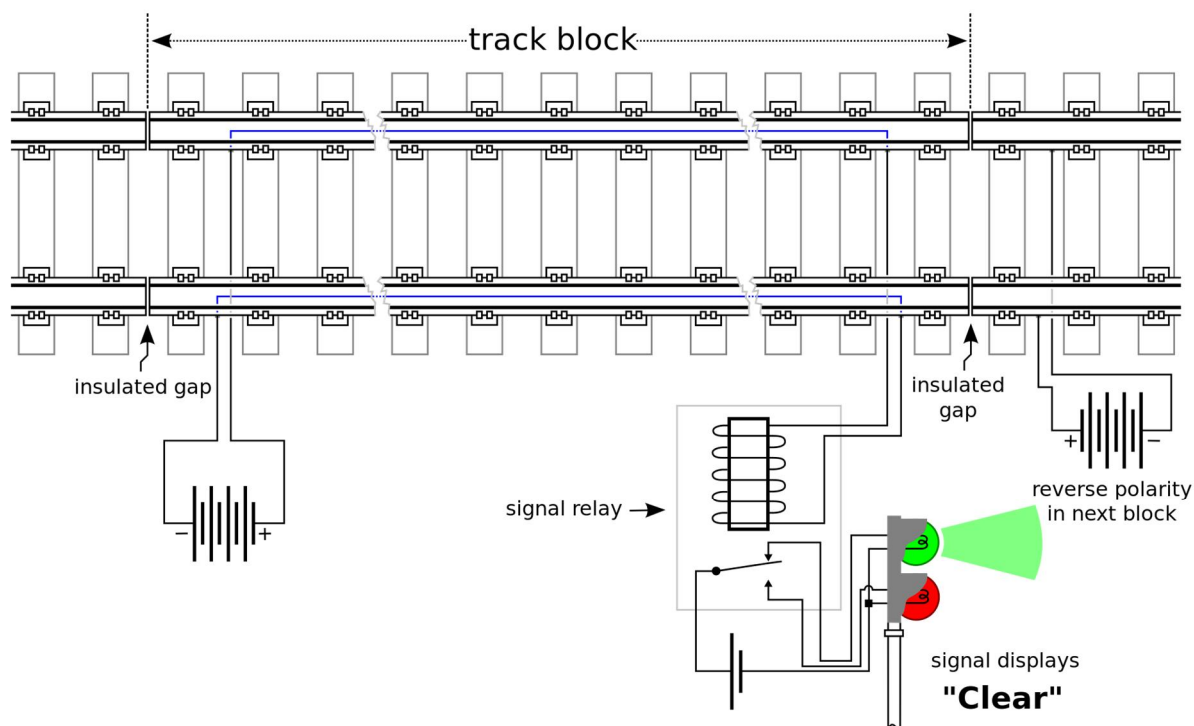 track block
insulated gap
insulated
gap
− +
+ −
signal relay
reverse polarity
in next block
signal displays
"Clear"